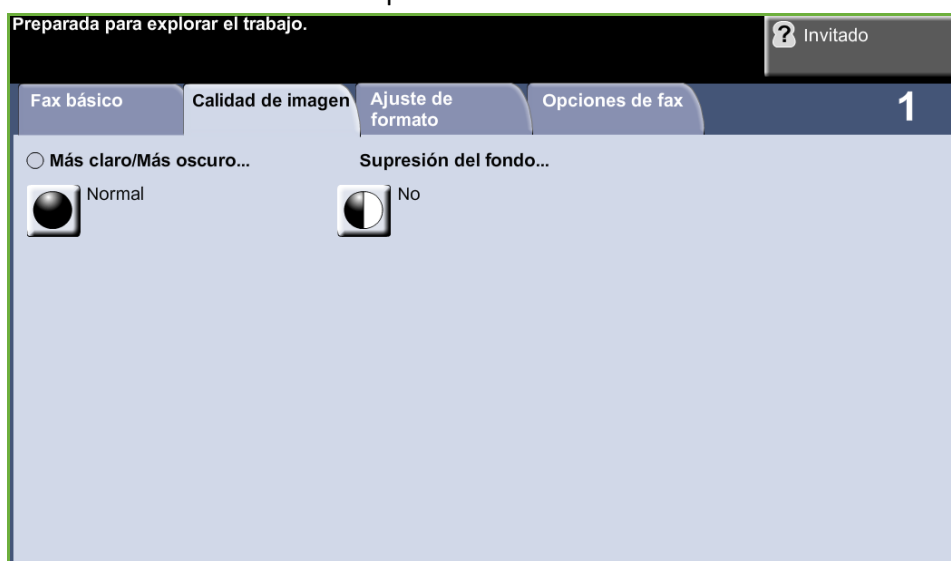 Preparada para explorar el trabajo.
? Invitado
Fax básico
Calidad de imagen
Ajuste de
formato
Opciones de fax
1
Más claro/Más oscuro...
Supresión del fondo...
Normal
No